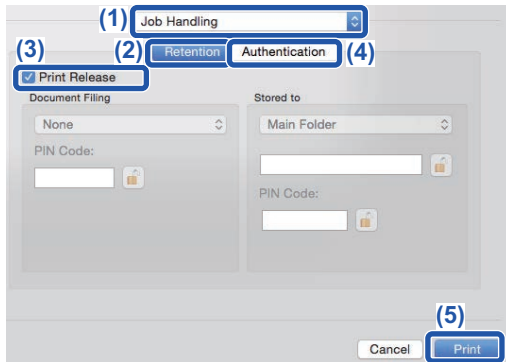 (1) Job Handling
(3) (2) Retention Authentication (4)
Print Release
Document Filing Stored to
None Main Folder
PIN Code:
PIN Code:
(5)
Cancel Print